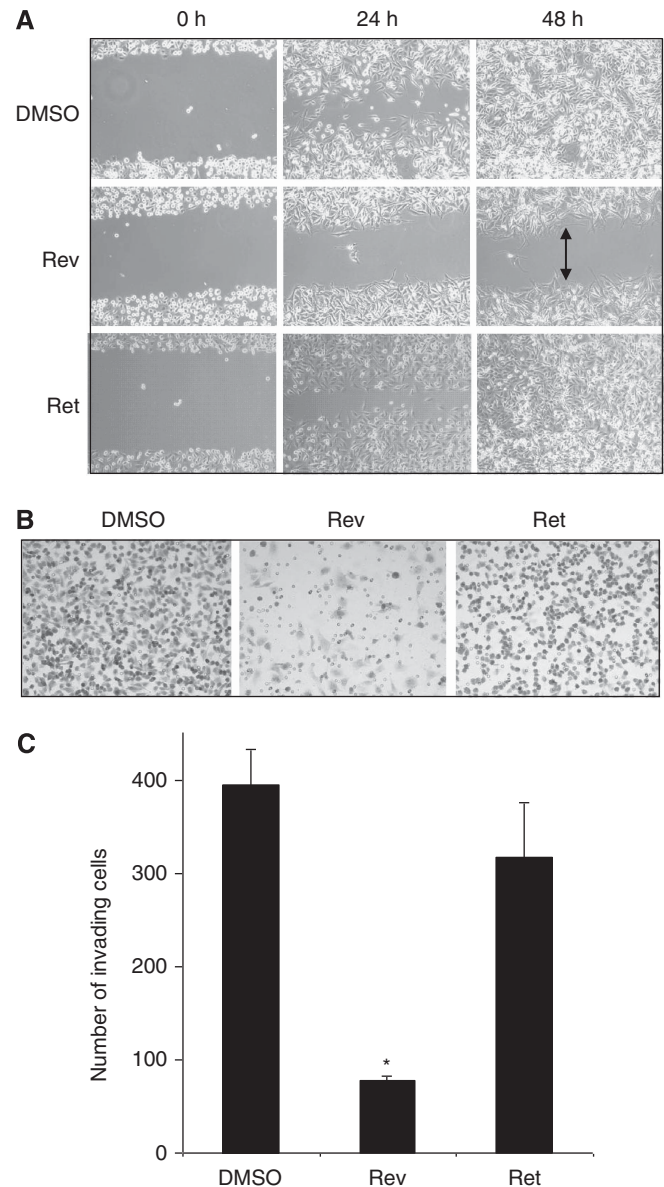 A
0 h 24 h 48 h
DMSO
Rev
Ret
B
DMSO Rev Ret
C
Number of invading cells
400
300
200
100
0
*
DMSO Rev Ret